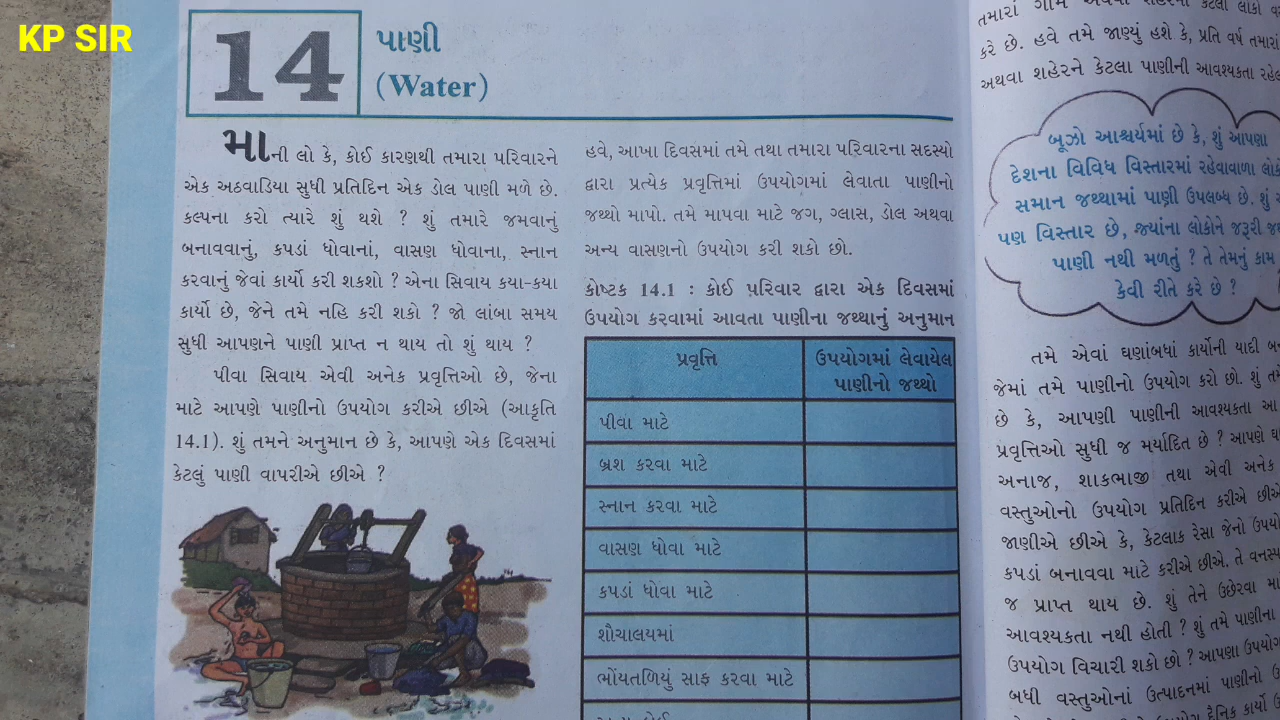 KP SIR
14
પાણી
(Water)
માની લો કે, કોઈ કારણથી તમારા પરિવારને
એક અઠવાડિયા સુધી પ્રતિદિન એક ડોલ પાણી મળે છે.
કલ્પના કરો ત્યારે શું થશે ? શું તમારે જમવાનું
બનાવવાનું, કપડાં ધોવાનાં, વાસણ ધોવાના, સ્નાન
કરવાનું જેવાં કાર્યો કરી શકશો ? એના સિવાય કયા-કયા
કાર્યો છે, જેને તમે નહિ કરી શકો ? જો લાંબા સમય
સુધી આપણને પાણી પ્રાપ્ત ન થાય તો શું થાય ?
પીવા સિવાય એવી અનેક પ્રવૃત્તિઓ છે, જેના
માટે આપણે પાણીનો ઉપયોગ કરીએ છીએ (આકૃતિ
14.1). શું તમને અનુમાન છે કે, આપણે એક દિવસમાં
કેટલું પાણી વાપરીએ છીએ ?
હવે, આખા દિવસમાં તમે તથા તમારા પરિવારના સદસ્યો
દ્વારા પ્રત્યેક પ્રવૃત્તિમાં ઉપયોગમાં લેવાતા પાણીનો
જથ્થો માપો. તમે માપવા માટે જગ, ગ્લાસ, ડોલ અથવા
અન્ય વાસણનો ઉપયોગ કરી શકો છો.
કોષ્ટક 14.1 : કોઈ પરિવાર દ્વારા એક દિવસમાં
ઉપયોગ કરવામાં આવતા પાણીના જથ્થાનું અનુમાન
પ્રવૃત્તિ ઉપયોગમાં લેવાયેલ
પાણીનો જથ્થો
પીવા માટે
બ્રશ કરવા માટે
સ્નાન કરવા માટે
વાસણ ધોવા માટે
કપડાં ધોવા માટે
શૌચાલયમાં
ભોંયતળિયું સાફ કરવા માટે
તમારાં ગામ અથવા શહેરમાં કેટલા લોકો
કરે છે. હવે તમે જાણ્યું હશે કે, પ્રતિ વર્ષ તમારાં
અથવા શહેરને કેટલા પાણીની આવશ્યકતા
બૂઝો આશ્ચર્યમાં છે કે, શું આપણા
દેશના વિવિધ વિસ્તારમાં રહેવાવાળા
સમાન જથ્થામાં પાણી ઉપલબ્ધ છે. શું
પણ વિસ્તાર છે, જ્યાંના લોકોને જરૂરી
પાણી નથી મળતું ? તે તેમનું કામ
કેવી રીતે કરે છે ?
તમે એવાં ઘણાંબધાં કાર્યોની યાદી
જેમાં તમે પાણીનો ઉપયોગ કરો છો. શું
છે કે, આપણી પાણીની આવશ્યકતા આ
પ્રવૃત્તિઓ સુધી જ મર્યાદિત છે ? આપણે
અનાજ, શાકભાજી તથા એવી અનેક
વસ્તુઓનો ઉપયોગ પ્રતિદિન કરીએ છીએ
જાણીએ છીએ કે, કેટલાક રેસા જેનો
કપડાં બનાવવા માટે કરીએ છીએ, તે
જ પ્રાપ્ત થાય છે. શું તેને ઉછેરવા
આવશ્યકતા નથી હોતી ? શું તમે પાણીના
ઉપયોગ વિચારી શકો છો ? આપણા
બધી વસ્તુઓનાં ઉત્પાદનમાં પાણીનો